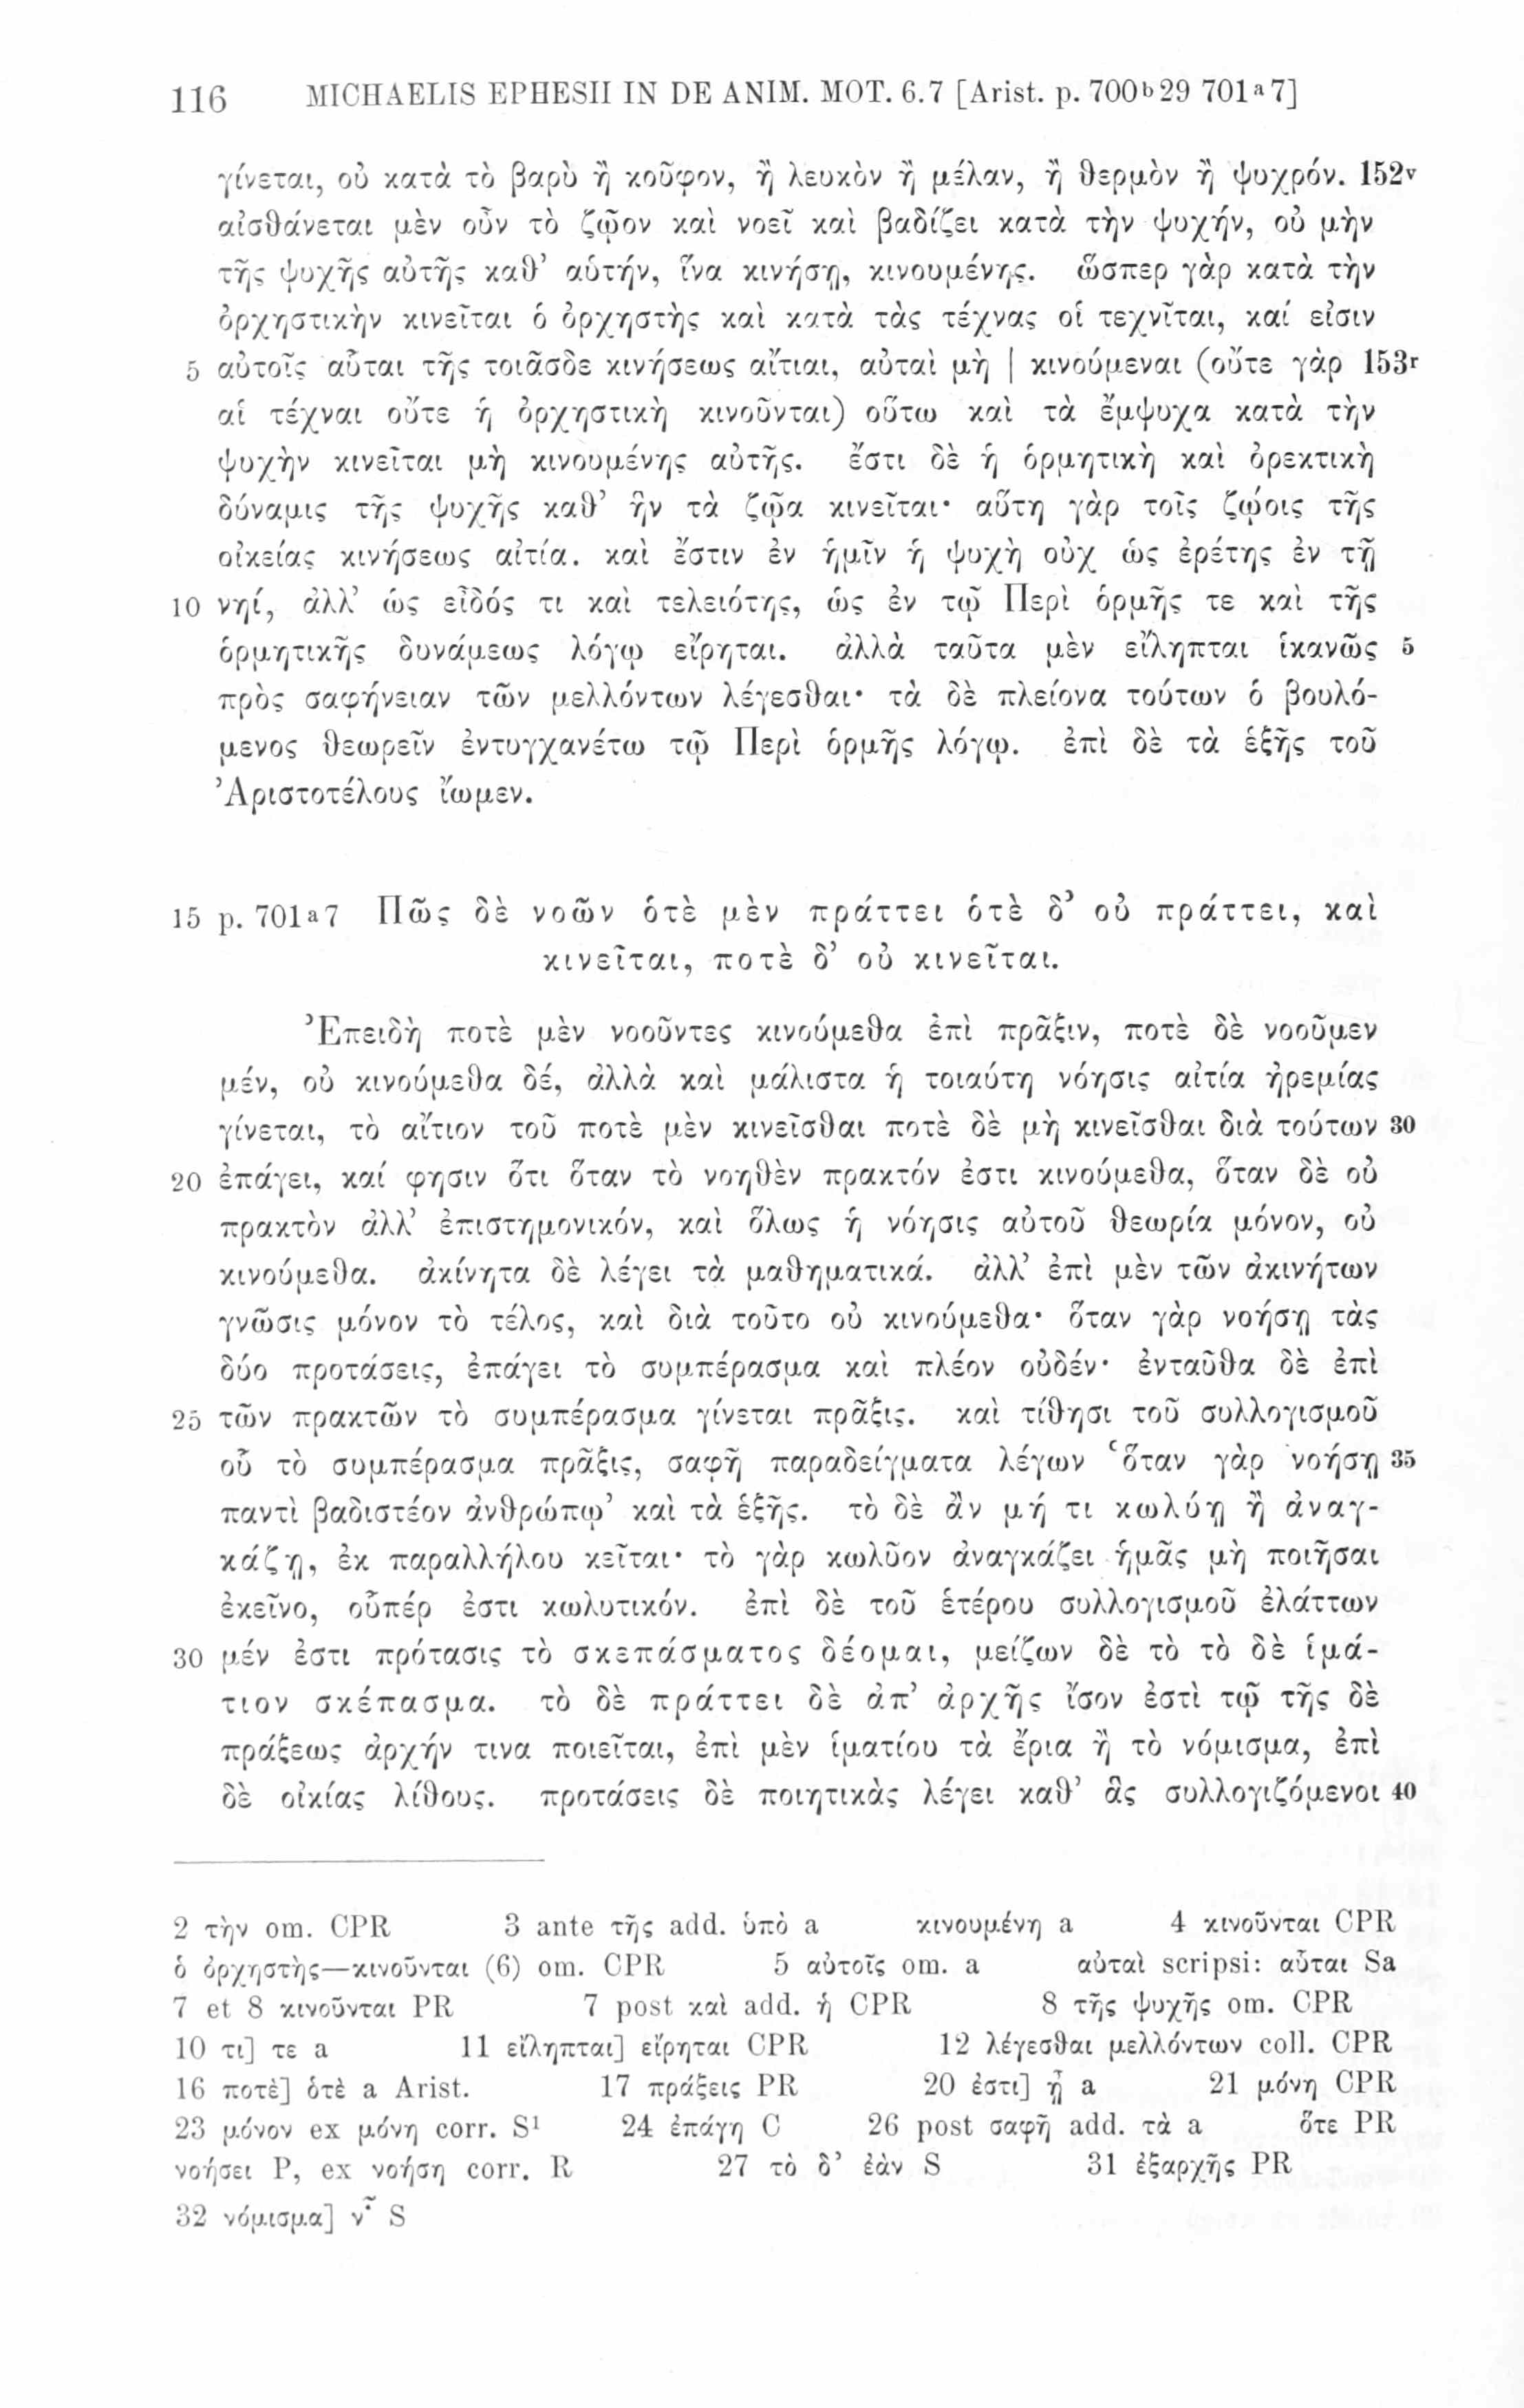 116 MICHAELIS EPHESII IN DE ANIM. MOT. 6.7 [Arist. p. 700b29 701a7]
γίνεται, οὐ κατὰ τὸ βαρὺ ἢ κοῦφον, ἢ λευκὸν ἢ μέλαν, ἢ θερμὸν ἢ ψυχρόν. 152v
αἰσθάνεται μὲν οὖν τὸ ζῷον καὶ νοεῖ καὶ βαδίζει κατὰ τὴν ψυχήν, οὐ μὴν
τῆς ψυχῆς αὐτῆς καθ’ αὑτήν, ἵνα κινήσῃ, κινουμένης. ὥσπερ γὰρ κατὰ τὴν
ὀρχηστικὴν κινεῖται ὁ ὀρχηστὴς καὶ κατὰ τὰς τέχνας οἱ τεχνῖται, καί εἰσιν
5 αὐτοῖς αὗται τῆς τοιᾶσδε κινήσεως αἴτιαι, αὐταὶ μὴ | κινούμεναι (οὔτε γὰρ 153r
αἱ τέχναι οὔτε ἡ ὀρχηστικὴ κινοῦνται) οὕτω καὶ τὰ ἔμψυχα κατὰ τὴν
ψυχὴν κινεῖται μὴ κινουμένης αὐτῆς. ἔστι δὲ ἡ ὁρμητικὴ καὶ ὀρεκτικὴ
δύναμις τῆς ψυχῆς καθ’ ἣν τὰ ζῷα κινεῖται· αὕτη γὰρ τοῖς ζῴοις τῆς
οἰκείας κινήσεως αἰτία. καὶ ἔστιν ἐν ἡμῖν ἡ ψυχὴ οὐχ ὡς ἐρέτης ἐν τῇ
10 νηί, ἀλλ’ ὡς εἶδός τι καὶ τελειότης, ὡς ἐν τῷ Περὶ ὁρμῆς τε καὶ τῆς
ὁρμητικῆς δυνάμεως λόγῳ εἴρηται. ἀλλὰ ταῦτα μὲν εἴληπται ἱκανῶς 5
πρὸς σαφήνειαν τῶν μελλόντων λέγεσθαι· τὰ δὲ πλείονα τούτων ὁ βουλό-
μενος θεωρεῖν ἐντυγχανέτω τῷ Περὶ ὁρμῆς λόγῳ. ἐπὶ δὲ τὰ ἑξῆς τοῦ
Ἀριστοτέλους ἴωμεν.
15 p. 701a7 Πῶς δὲ νοῶν ὁτὲ μὲν πράττει ὁτὲ δ’ οὐ πράττει, καὶ
κινεῖται, ποτὲ δ’ οὐ κινεῖται.
Ἐπειδὴ ποτὲ μὲν νοοῦντες κινούμεθα ἐπὶ πρᾶξιν, ποτὲ δὲ νοοῦμεν
μέν, οὐ κινούμεθα δέ, ἀλλὰ καὶ μάλιστα ἡ τοιαύτη νόησις αἰτία ἠρεμίας
γίνεται, τὸ αἴτιον τοῦ ποτὲ μὲν κινεῖσθαι ποτὲ δὲ μὴ κινεῖσθαι διὰ τούτων 30
20 ἐπάγει, καί φησιν ὅτι ὅταν τὸ νοηθὲν πρακτόν ἐστι κινούμεθα, ὅταν δὲ οὐ
πρακτὸν ἀλλ’ ἐπιστημονικόν, καὶ ὅλως ἡ νόησις αὐτοῦ θεωρία μόνον, οὐ
κινούμεθα. ἀκίνητα δὲ λέγει τὰ μαθηματικά. ἀλλ’ ἐπὶ μὲν τῶν ἀκινήτων
γνῶσις μόνον τὸ τέλος, καὶ διὰ τοῦτο οὐ κινούμεθα· ὅταν γὰρ νοήσῃ τὰς
δύο προτάσεις, ἐπάγει τὸ συμπέρασμα καὶ πλέον οὐδέν· ἐνταῦθα δὲ ἐπὶ
25 τῶν πρακτῶν τὸ συμπέρασμα γίνεται πρᾶξις. καὶ τίθησι τοῦ συλλογισμοῦ
οὗ τὸ συμπέρασμα πρᾶξις, σαφῆ παραδείγματα λέγων ‘ὅταν γὰρ νοήσῃ 35
παντὶ βαδιστέον ἀνθρώπῳ’ καὶ τὰ ἑξῆς. τὸ δὲ ἂν μή τι κωλύῃ ἢ ἀναγ-
κάζῃ, ἐκ παραλλήλου κεῖται· τὸ γὰρ κωλῦον ἀναγκάζει ἡμᾶς μὴ ποιῆσαι
ἐκεῖνο, οὗπέρ ἐστι κωλυτικόν. ἐπὶ δὲ τοῦ ἑτέρου συλλογισμοῦ ἐλάττων
30 μέν ἐστι πρότασις τὸ σκεπάσματος δέομαι, μείζων δὲ τὸ τὸ δὲ ἱμά-
τιον σκέπασμα. τὸ δὲ πράττει δὲ ἀπ’ ἀρχῆς ἴσον ἐστὶ τῷ τῆς δὲ
πράξεως ἀρχήν τινα ποιεῖται, ἐπὶ μὲν ἱματίου τὰ ἔρια ἢ τὸ νόμισμα, ἐπὶ
δὲ οἰκίας λίθους. προτάσεις δὲ ποιητικὰς λέγει καθ’ ἃς συλλογιζόμενοι 40
2 τὴν om. CPR 3 ante τῆς add. ὑπὸ a κινουμένη a 4 κινοῦνται CPR
ὁ ὀρχηστὴς—κινοῦνται (6) om. CPR 5 αὐτοῖς om. a αὐταὶ scripsi: αὗται Sa
7 et 8 κινοῦνται PR 7 post καὶ add. ἡ CPR 8 τῆς ψυχῆς om. CPR
10 τι] τε a 11 εἴληπται] εἴρηται CPR 12 λέγεσθαι μελλόντων coll. CPR
16 ποτὲ] ὁτὲ a Arist. 17 πράξεις PR 20 ἐστι] ᾖ a 21 μόνη CPR
23 μόνον ex μόνη corr. S1 24 ἐπάγη C 26 post σαφῆ add. τὰ a ὅτε PR
νοήσει P, ex νοήση corr. R 27 τὸ δ’ ἐὰν S 31 ἐξαρχῆς PR
32 νόμισμα] S